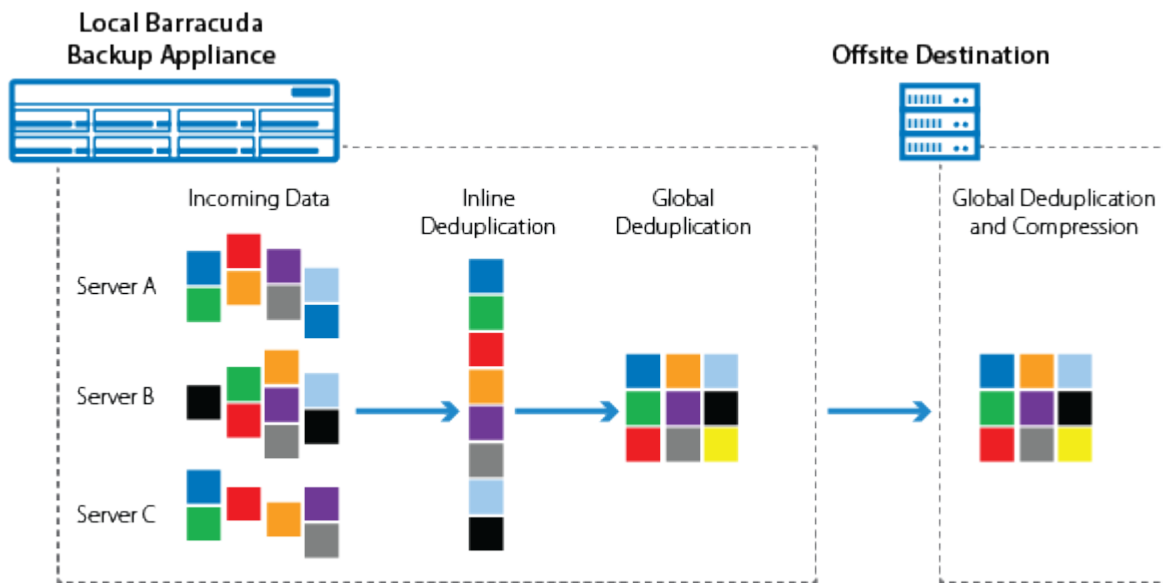 Local Barracuda
Backup Appliance
Offsite Destination
Incoming Data
Inline
Deduplication
Global
Deduplication
Global Deduplication
and Compression
Server A
Server B
Server C